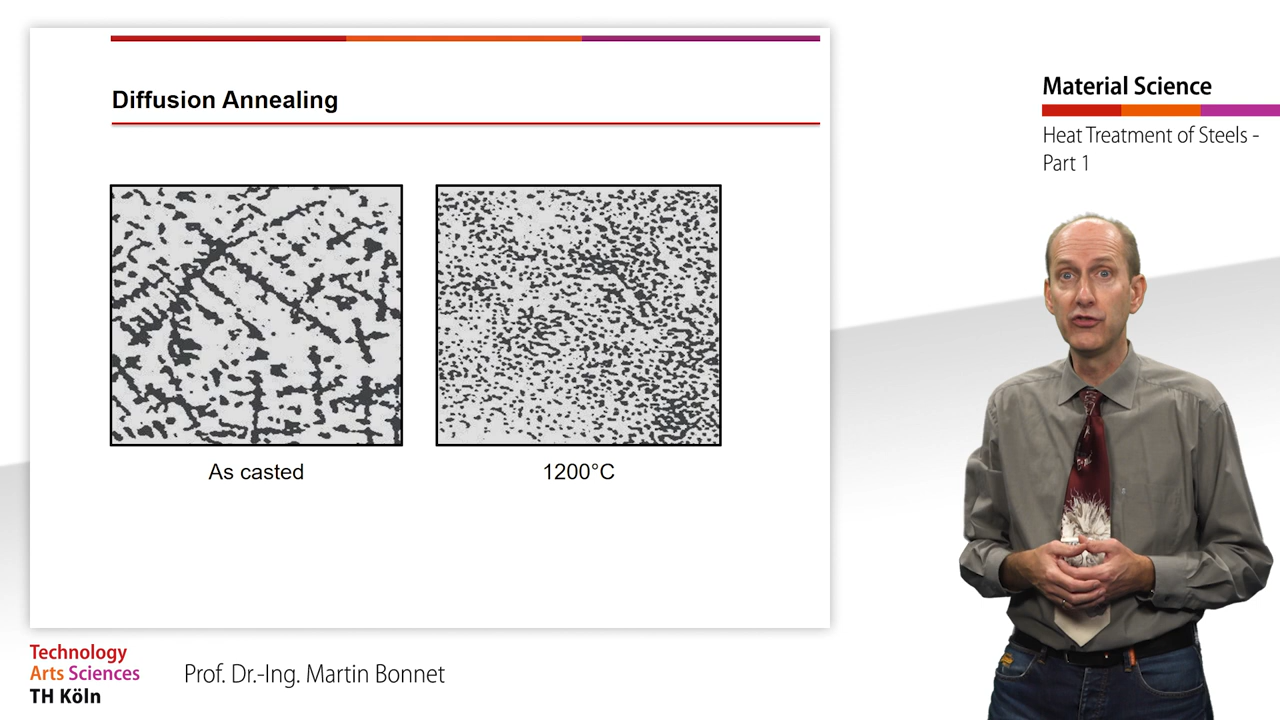 Diffusion Annealing
As casted
1200°C
Material Science
Heat Treatment of Steels -
Part 1
Technology
Arts Sciences
TH Köln
Prof. Dr.-Ing. Martin Bonnet